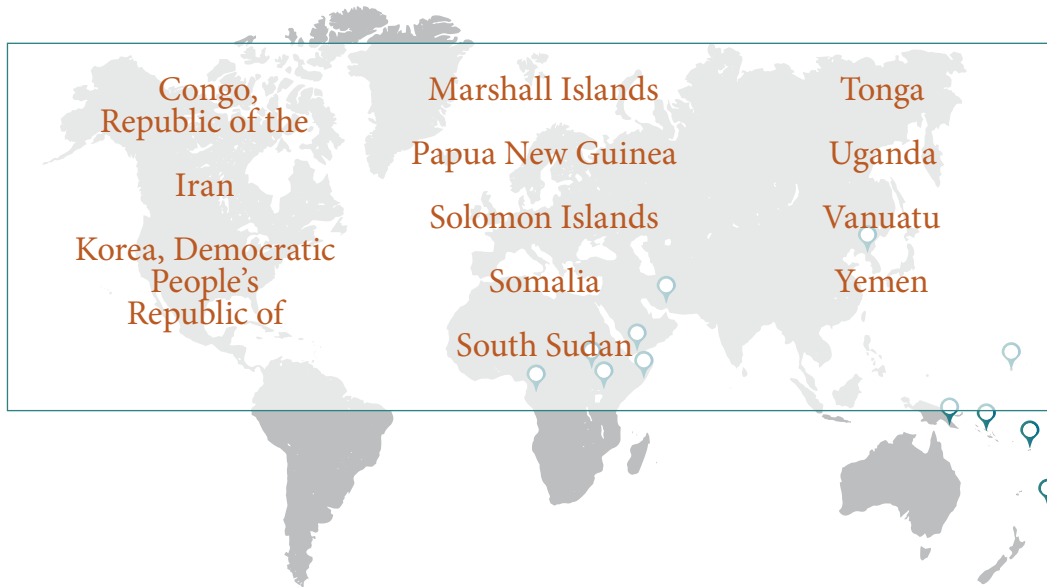 Congo,
Republic of the
Iran
Korea, Democratic
People’s
Republic of
Marshall Islands
Papua New Guinea
Solomon Islands
Somalia
South Sudan
Tonga
Uganda
Vanuatu
Yemen